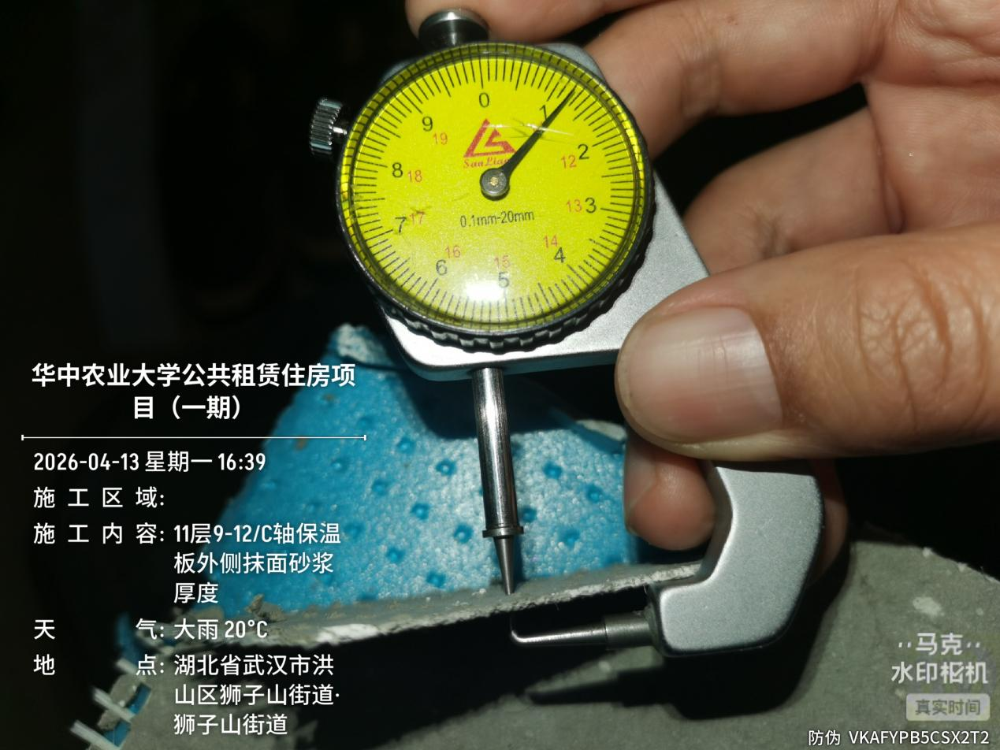 0
1
2
3
4
5
6
7
8
9
12
13
14
15
16
17
18
19
0.1mm-20mm
华中农业大学公共租赁住房项
目（一期）
2026-04-13 星期一 16:39
施工区域:
施工内容: 11层9-12/C轴保温
板外侧抹面砂浆
厚度
天气: 大雨 20°C
地点: 湖北省武汉市洪
山区狮子山街道·
狮子山街道
马克
水印相机
真实时间
防伪 VKAFYPB5CSX2T2